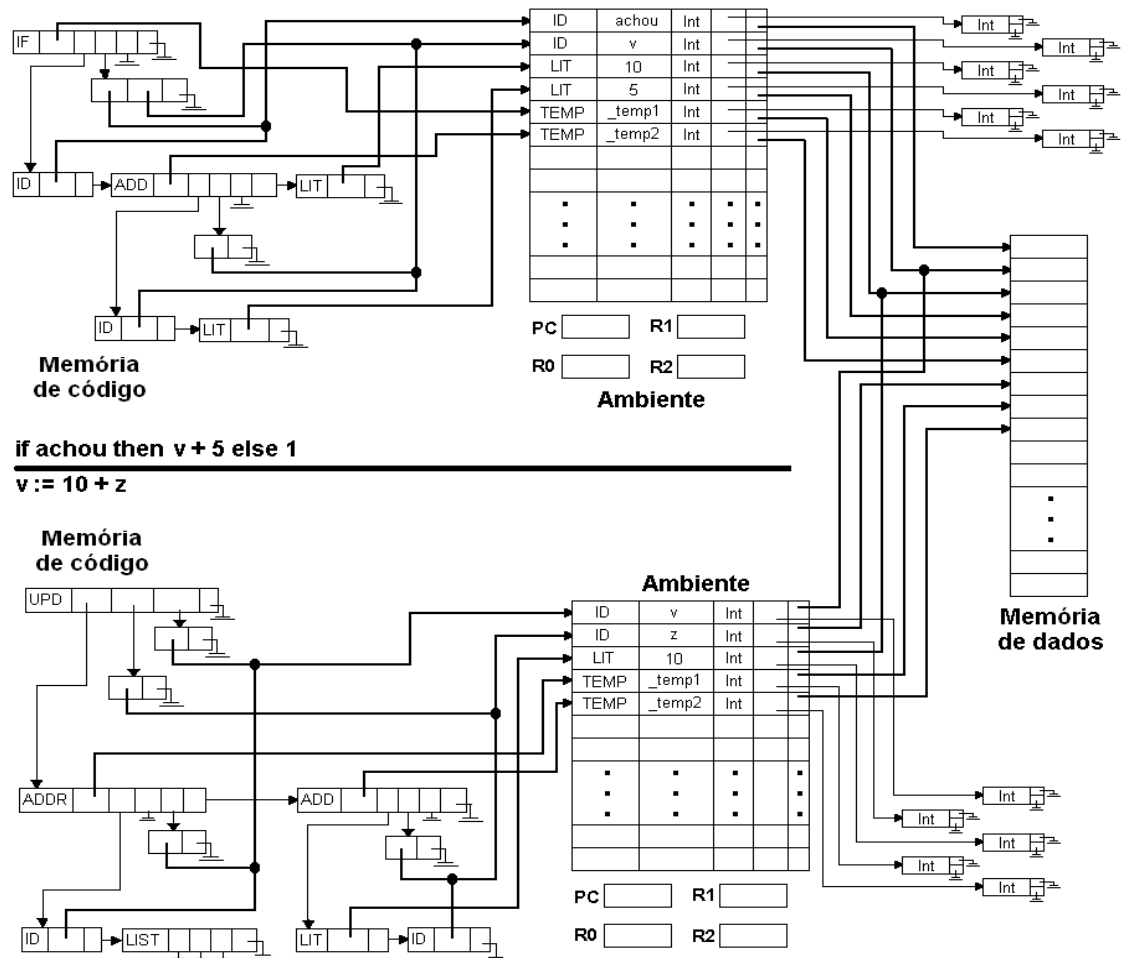 IF
ID achou Int
ID v Int
LIT 10 Int
LIT 5 Int
TEMP _temp1 Int
TEMP _temp2 Int
Int
Int
Int
Int
Int
Int
ID ADD LIT
ID LIT
PC R1
R0 R2
Ambiente
Memória
de código
if achou then v + 5 else 1
v := 10 + z
Memória
de código
UPD
Ambiente
ID v Int
ID z Int
LIT 10 Int
TEMP _temp1 Int
TEMP _temp2 Int
Memória
de dados
ADDR ADD
Int
Int
Int
Int
Int
PC R1
R0 R2
ID LIST LIT ID